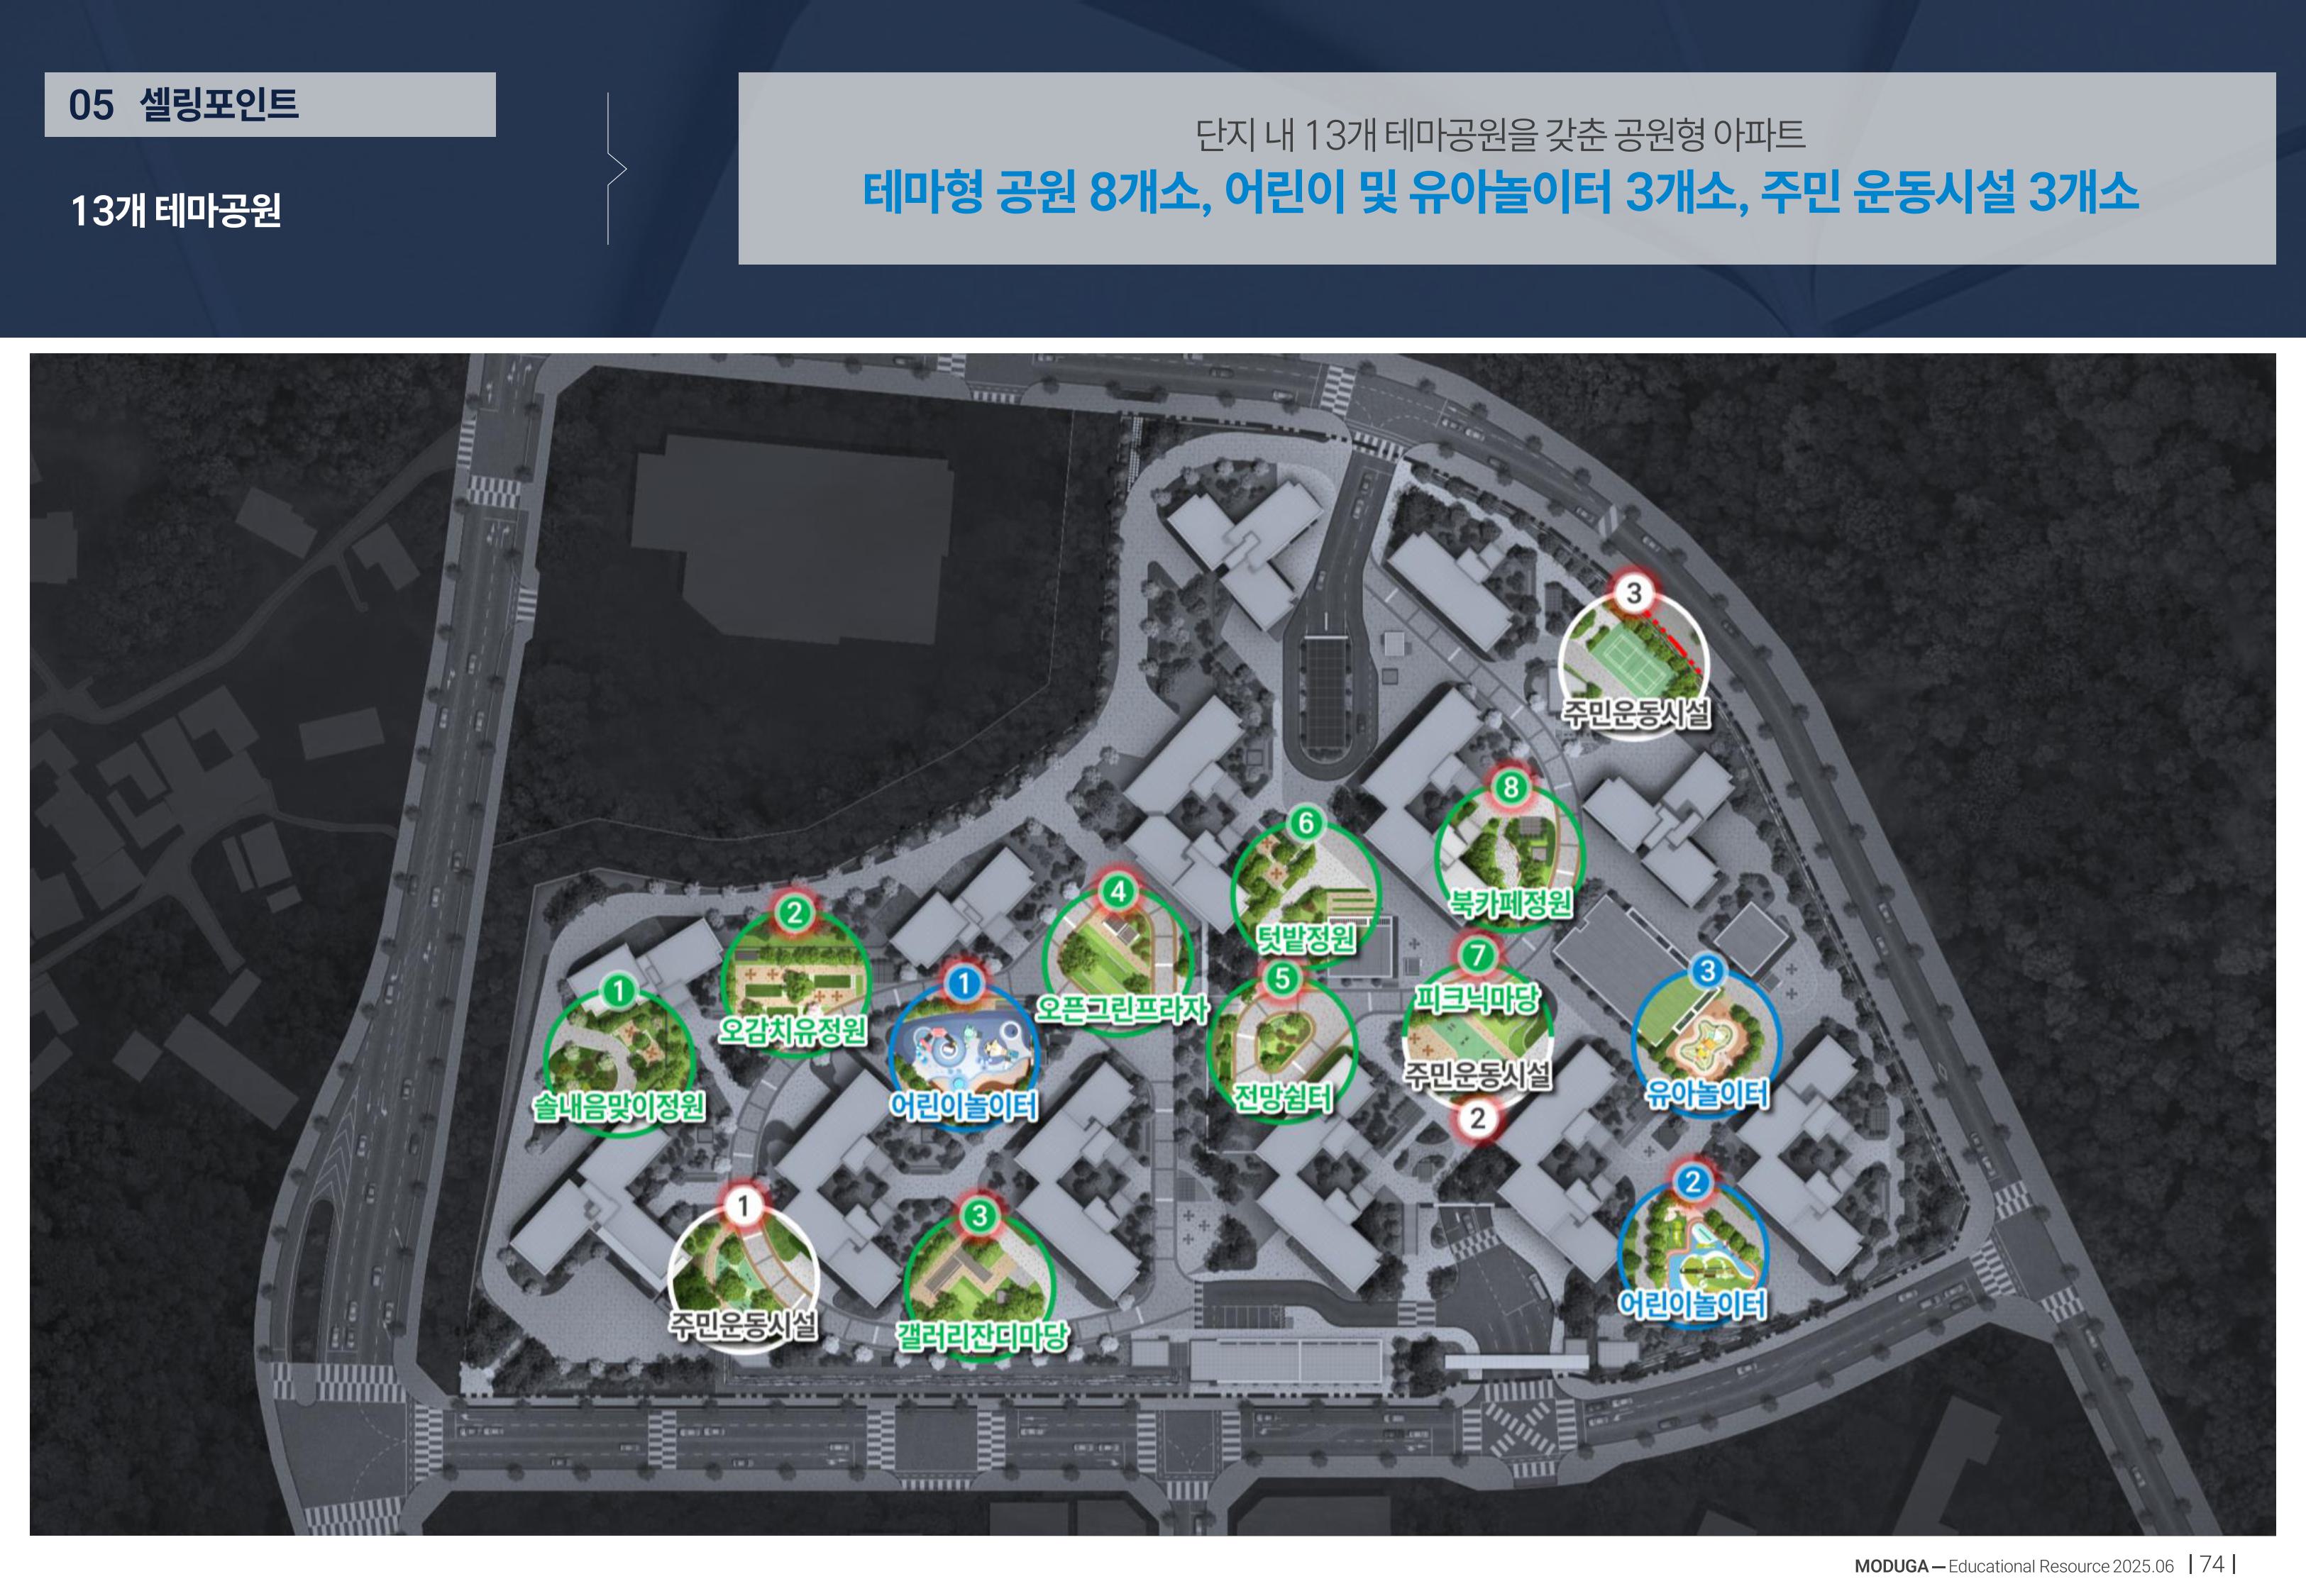 05 셀링포인트
13개 테마공원
단지 내 13개 테마공원을 갖춘 공원형 아파트
테마형 공원 8개소, 어린이 및 유아놀이터 3개소, 주민 운동시설 3개소
3
주민운동시설
8
북카페정원
6
텃밭정원
4
오픈그린프라자
2
오감치유정원
7
피크닉마당
주민운동시설
2
5
전망쉼터
3
유아놀이터
1
어린이놀이터
1
솔내음맞이정원
2
어린이놀이터
1
주민운동시설
3
갤러리잔디마당
MODUGA — Educational Resource 2025.06 | 74 |